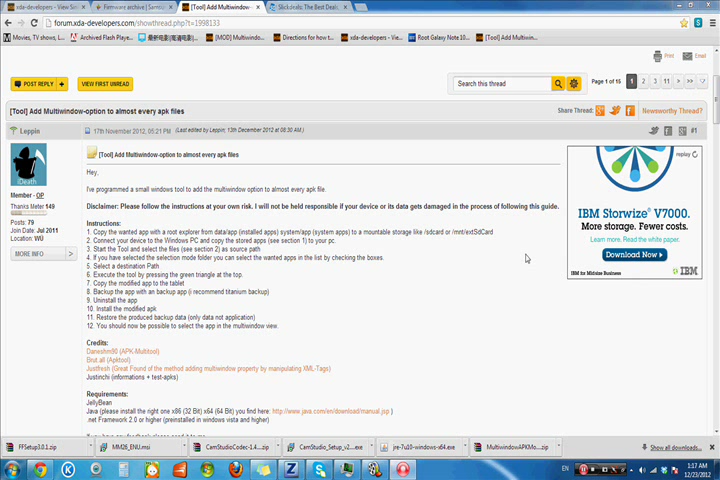 xda-developers - View Sin
Firmware archive | Samsu
[Tool] Add Multiwindow-o
Slickdeals: The Best Deals
forum.xda-developers.com/showthread.php?t=1998133
Movies, TV shows, L...
Archived Flash Playe...
[MOD] Multiwindo...
Directions for how t...
xda-developers - Vie...
Root Galaxy Note 10...
[Tool] Add Multiwin...
Print
Email
POST REPLY +
VIEW FIRST UNREAD
Search this thread
Page 1 of 15
1 2 3 11 > >>
[Tool] Add Multiwindow-option to almost every apk files
Share Thread:
Newsworthy Thread?
Leppin
17th November 2012, 05:21 PM (Last edited by Leppin; 13th December 2012 at 08:30 AM.)
#1
iDeath
Member - OP
Thanks Meter 149
Posts: 79
Join Date: Jul 2011
Location: WÜ
MORE INFO >
[Tool] Add Multiwindow-option to almost every apk files
Hey,
I've programmed a small windows tool to add the multiwindow option to almost every apk file.
Disclaimer: Please follow the instructions at your own risk. I will not be held responsible if your device or its data gets damaged in the process of following this guide.
Instructions:
1. Copy the wanted app with a root explorer from data/app (installed apps) system/app (system apps) to a mountable storage like /sdcard or /mnt/extSdCard
2. Connect your device to the Windows PC and copy the stored apps (see section 1) to your pc.
3. Start the Tool and select the files (see section 2) as source path
4. If you have selected the selection mode folder you can select the wanted apps in the list by checking the boxes.
5. Select a destination Path
6. Execute the tool by pressing the green triangle at the top.
7. Copy the modified app to the tablet
8. Backup the app with an backup app (i recommend titanium backup)
9. Uninstall the app
10. Install the modified apk
11. Restore the produced backup data (only data not application)
12. You should now be possible to select the app in the multiwindow view.
Credits:
Daneshm90 (APK-Multitool)
Brut.all (Apktool)
Justfresh (Great Found of the method adding multiwindow property by manipulating XML-Tags)
Justinchi (informations + test-apks)
Requirements:
JellyBean
Java (please install the right one x86 (32 Bit) x64 (64 Bit) you find here: http://www.java.com/en/download/manual.jsp )
.net Framework 2.0 or higher (preinstalled in windows vista and higher)
replay
IBM Storwize® V7000.
More storage. Fewer costs.
Learn more. Read the white paper.
Download Now
IBM for Midsize Business
IBM
FFSetup3.0.1.zip
MM26_ENU.msi
CamStudioCodec-1.4....zip
CamStudio_Setup_v2....exe
jre-7u10-windows-x64.exe
MultiwindowAPKMo....zip
Show all downloads...
EN
1:17 AM
12/23/2012